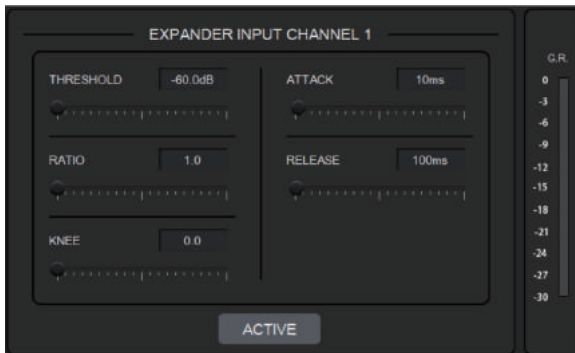 EXPANDER INPUT CHANNEL 1
THRESHOLD -60.0dB
RATIO 1.0
KNEE 0.0
ATTACK 10ms
RELEASE 100ms
ACTIVE
G.R.
0
-3
-6
-9
-12
-15
-18
-21
-24
-27
-30